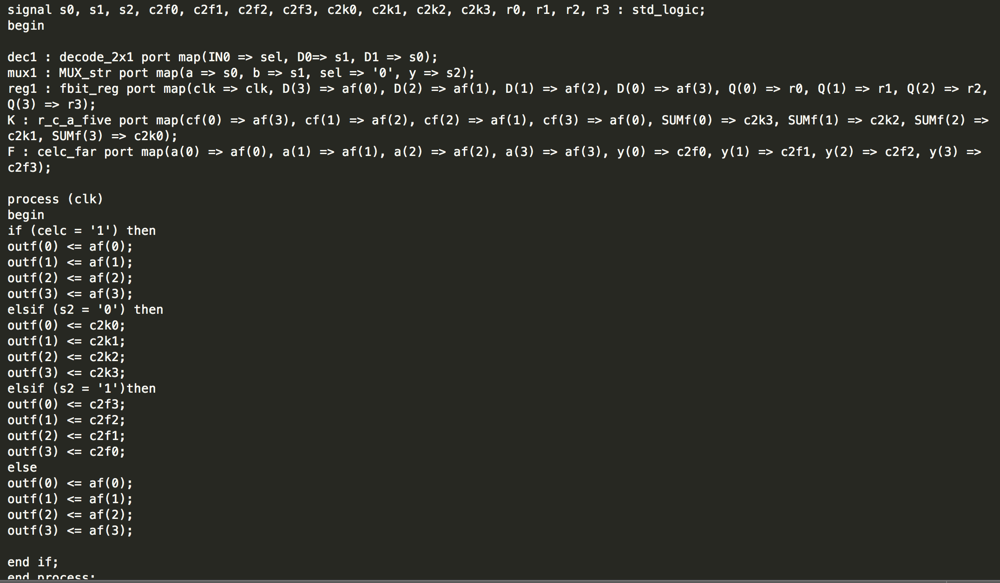 signal s0, s1, s2, c2f0, c2f1, c2f2, c2f3, c2k0, c2k1, c2k2, c2k3, r0, r1, r2, r3 : std_logic;
begin
dec1 : decode_2x1 port map(IN0 => sel, D0=> s1, D1 => s0);
mux1 : MUX_str port map(a => s0, b => s1, sel => '0', y => s2);
reg1 : fbit_reg port map(clk => clk, D(3) => af(0), D(2) => af(1), D(1) => af(2), D(0) => af(3), Q(0) => r0, Q(1) => r1, Q(2) => r2,
Q(3) => r3);
K : r_c_a_five port map(cf(0) => af(3), cf(1) => af(2), cf(2) => af(1), cf(3) => af(0), SUMf(0) => c2k3, SUMf(1) => c2k2, SUMf(2) =>
c2k1, SUMf(3) => c2k0);
F : celc_far port map(a(0) => af(0), a(1) => af(1), a(2) => af(2), a(3) => af(3), y(0) => c2f0, y(1) => c2f1, y(2) => c2f2, y(3) =>
c2f3);
process (clk)
begin
if (celc = '1') then
outf(0) <= af(0);
outf(1) <= af(1);
outf(2) <= af(2);
outf(3) <= af(3);
elsif (s2 = '0') then
outf(0) <= c2k0;
outf(1) <= c2k1;
outf(2) <= c2k2;
outf(3) <= c2k3;
elsif (s2 = '1')then
outf(0) <= c2f3;
outf(1) <= c2f2;
outf(2) <= c2f1;
outf(3) <= c2f0;
else
outf(0) <= af(0);
outf(1) <= af(1);
outf(2) <= af(2);
outf(3) <= af(3);
end if;
end process;